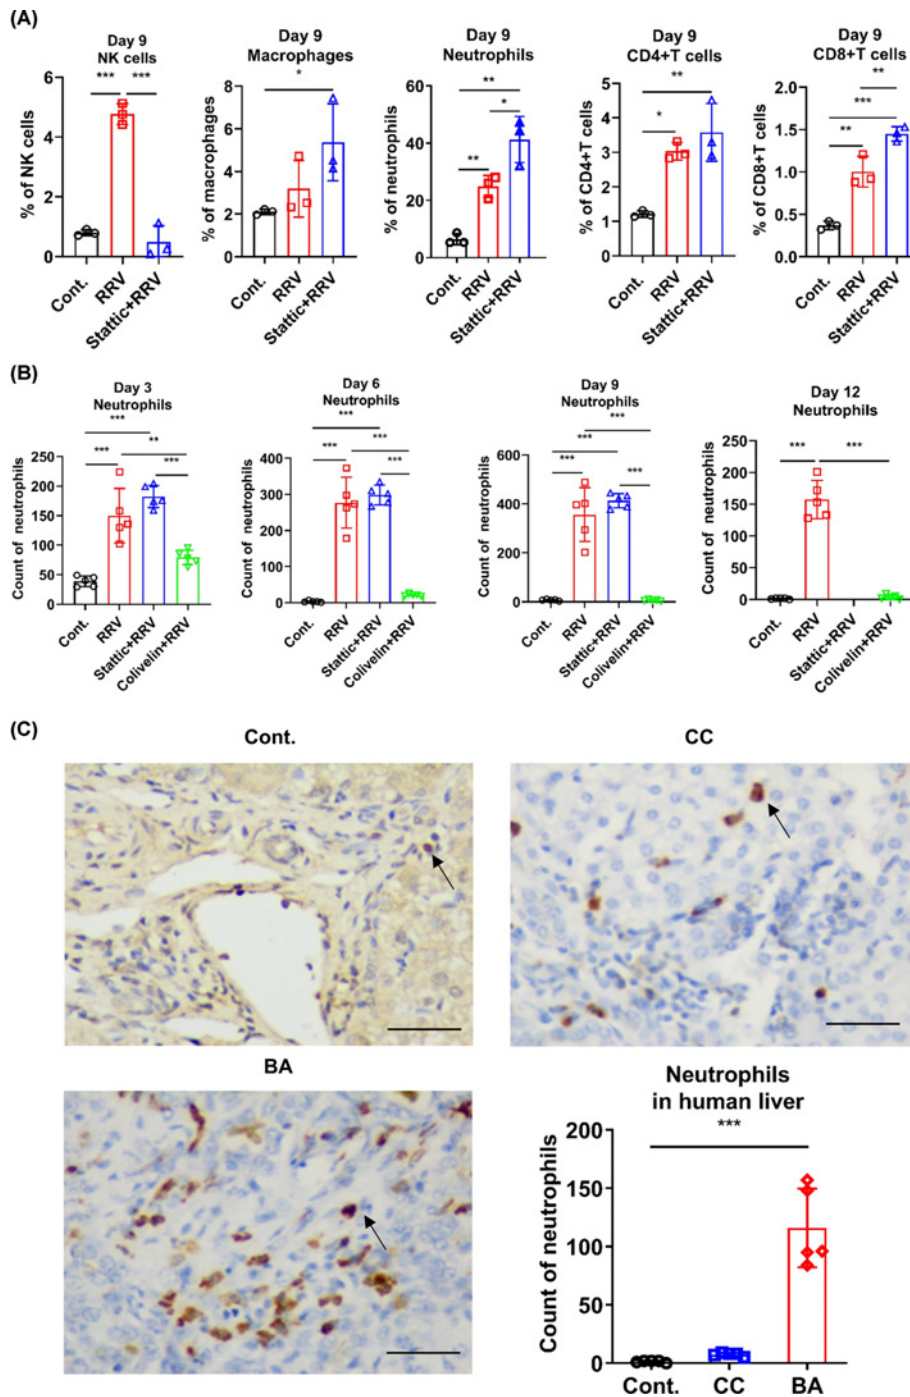 (A)
Day 9
NK cells
*** ***
% of NK cells
6
4
2
0
Cont.
RRV
Stattic+RRV
Day 9
Macrophages
*
% of macrophages
8
6
4
2
0
Cont.
RRV
Stattic+RRV
Day 9
Neutrophils
**
*
**
% of neutrophils
60
40
20
0
Cont.
RRV
Stattic+RRV
Day 9
CD4+T cells
**
*
% of CD4+T cells
6
4
2
0
Cont.
RRV
Stattic+RRV
Day 9
CD8+T cells
**
***
**
% of CD8+T cells
2.0
1.5
1.0
0.5
0.0
Cont.
RRV
Stattic+RRV
(B)
Day 3
Neutrophils
***
**
*** ***
Count of neutrophils
250
200
150
100
50
0
Cont.
RRV
Stattic+RRV
Colivelin+RRV
Day 6
Neutrophils
***
*** ***
***
Count of neutrophils
400
300
200
100
0
Cont.
RRV
Stattic+RRV
Colivelin+RRV
Day 9
Neutrophils
***
***
*** ***
Count of neutrophils
600
400
200
0
Cont.
RRV
Stattic+RRV
Colivelin+RRV
Day 12
Neutrophils
*** ***
Count of neutrophils
250
200
150
100
50
0
Cont.
RRV
Stattic+RRV
Colivelin+RRV
(C)
Cont.
CC
BA
Neutrophils
in human liver
***
Count of neutrophils
200
150
100
50
0
Cont.
CC
BA